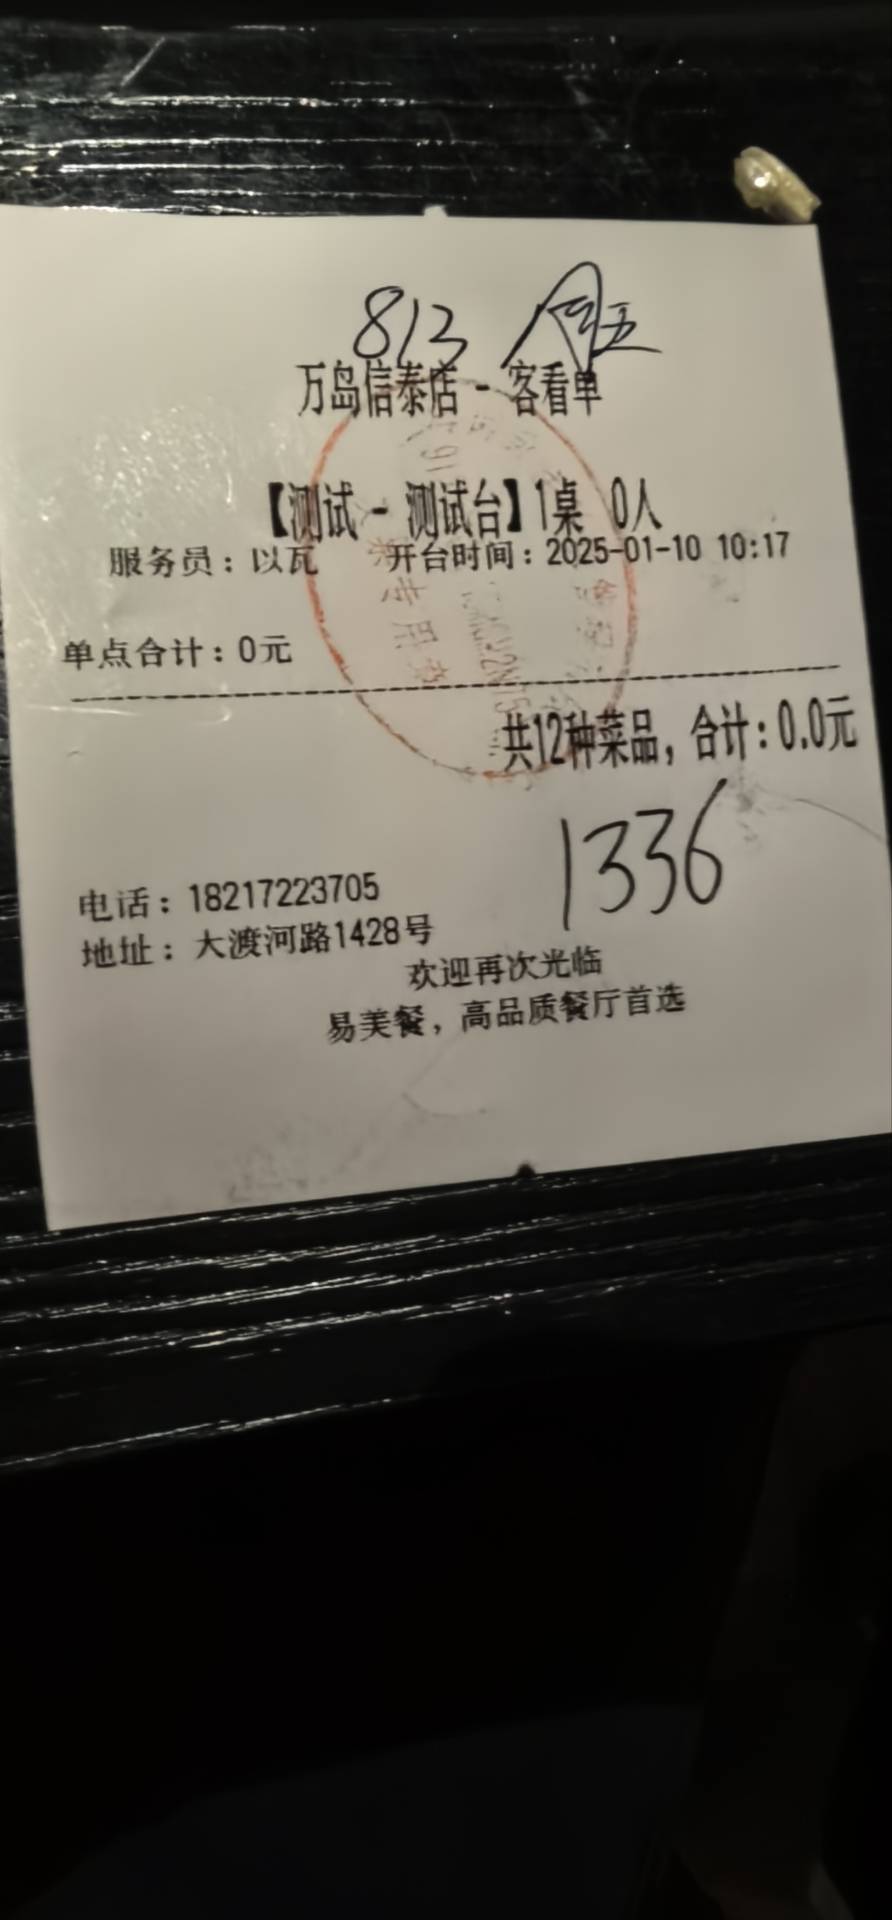 813
万岛信泰店 - 客看单
【测试 - 测试台】1桌 0人
服务员：以瓦 开台时间：2025-01-10 10:17
单点合计：0元
共12种菜品，合计：0.0元
1336
电话：18217223705
地址：大渡河路1428号
欢迎再次光临
易美餐，高品质餐厅首选
专用章